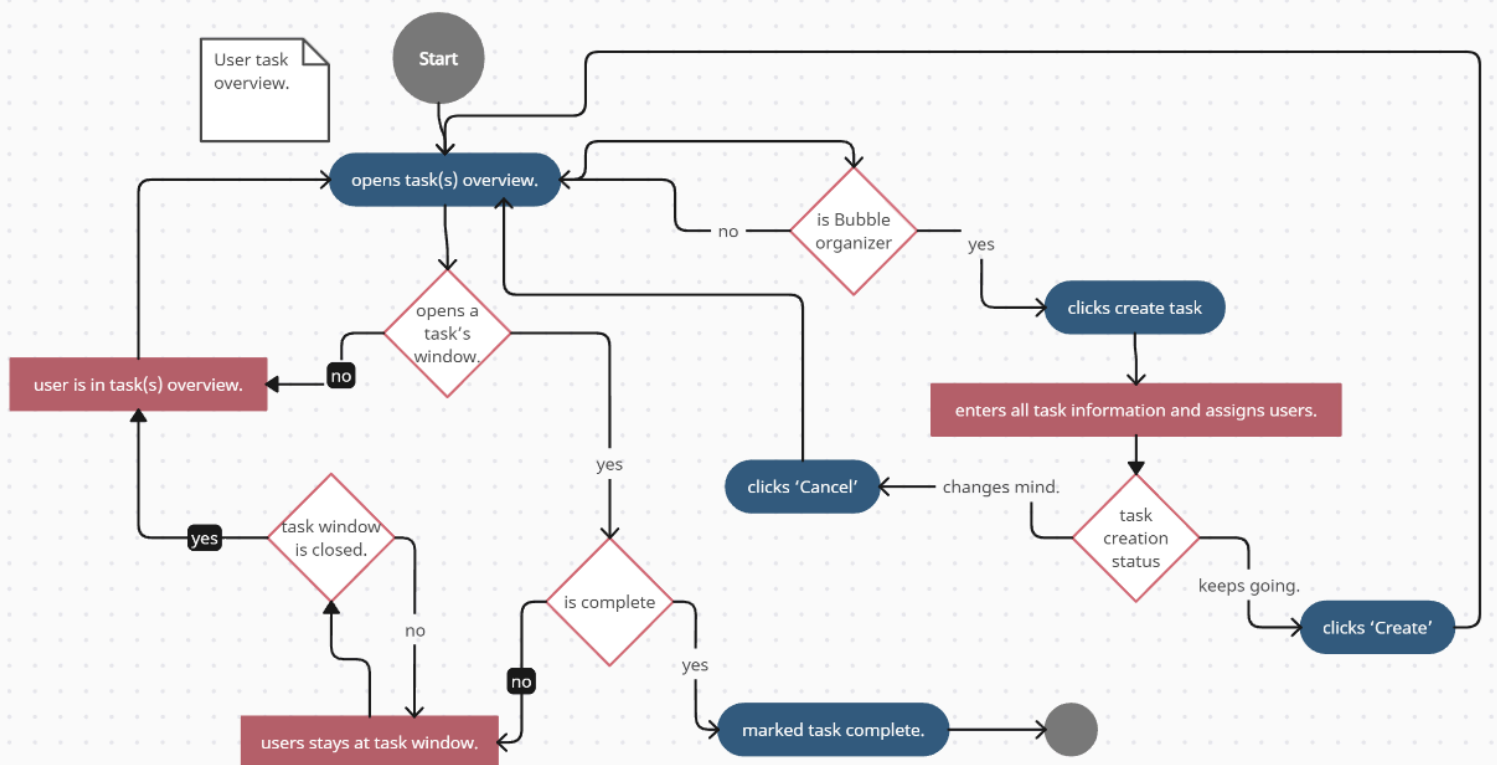 User task
overview.
Start
opens task(s) overview.
is Bubble
organizer
no
yes
clicks create task
opens a
task’s
window.
no
user is in task(s) overview.
enters all task information and assigns users.
yes
clicks ‘Cancel’
changes mind.
task
creation
status
task window
is closed.
yes
keeps going.
is complete
no
clicks ‘Create’
yes
no
marked task complete.
users stays at task window.